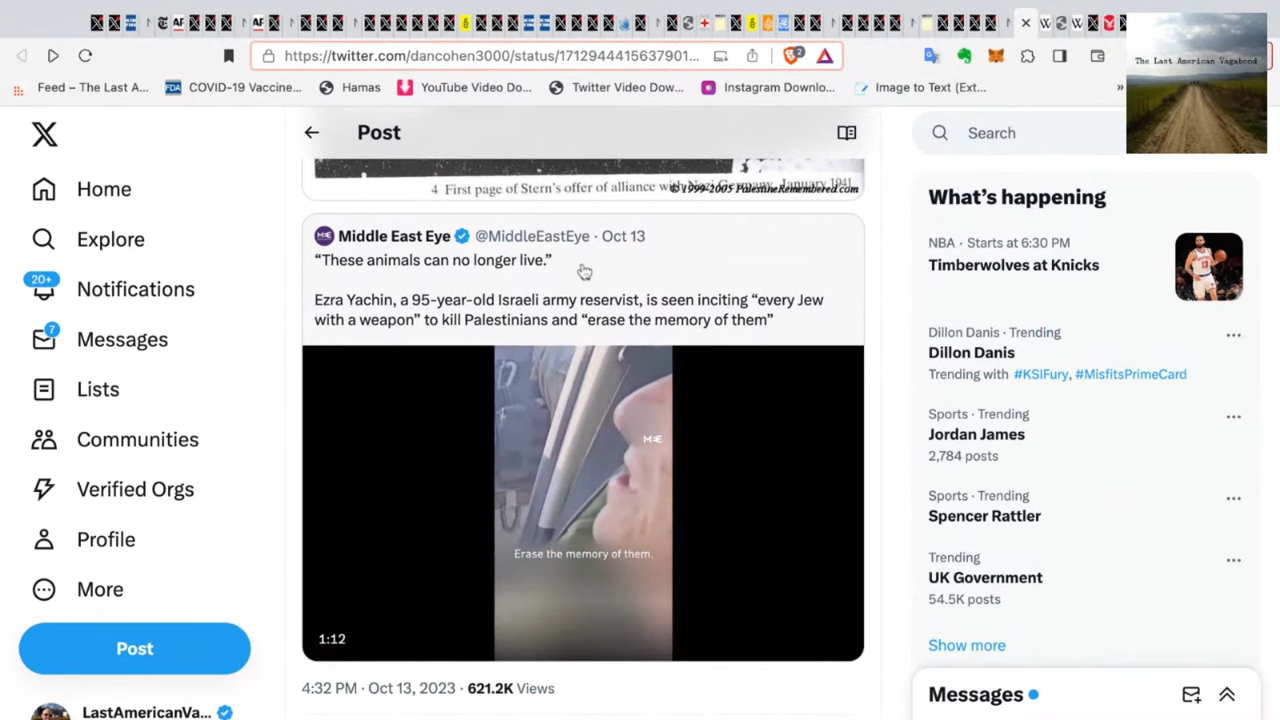 The Last American Vagabond
https://twitter.com/dancohen3000/status/1712944415637901...
2
Feed – The Last A...
FDA
COVID-19 Vaccine...
Hamas
YouTube Video Do...
Twitter Video Dow...
Instagram Downlo...
Image to Text (Ext...
»
Post
Search
4 First page of Stern's offer of alliance with Nazi Germany, January 1941
© 1999-2005 PalestineRemembered.com
Middle East Eye @MiddleEastEye · Oct 13
“These animals can no longer live.”
Ezra Yachin, a 95-year-old Israeli army reservist, is seen inciting “every Jew
with a weapon” to kill Palestinians and “erase the memory of them”
MEE
Erase the memory of them.
1:12
4:32 PM · Oct 13, 2023 · 621.2K Views
Home
Explore
20+
Notifications
7
Messages
Lists
Communities
Verified Orgs
Profile
More
Post
LastAmericanVa...
What’s happening
NBA · Starts at 6:30 PM
Timberwolves at Knicks
Dillon Danis · Trending
Dillon Danis
Trending with #KSIFury, #MisfitsPrimeCard
Sports · Trending
Jordan James
2,784 posts
Sports · Trending
Spencer Rattler
Trending
UK Government
54.5K posts
Show more
Messages